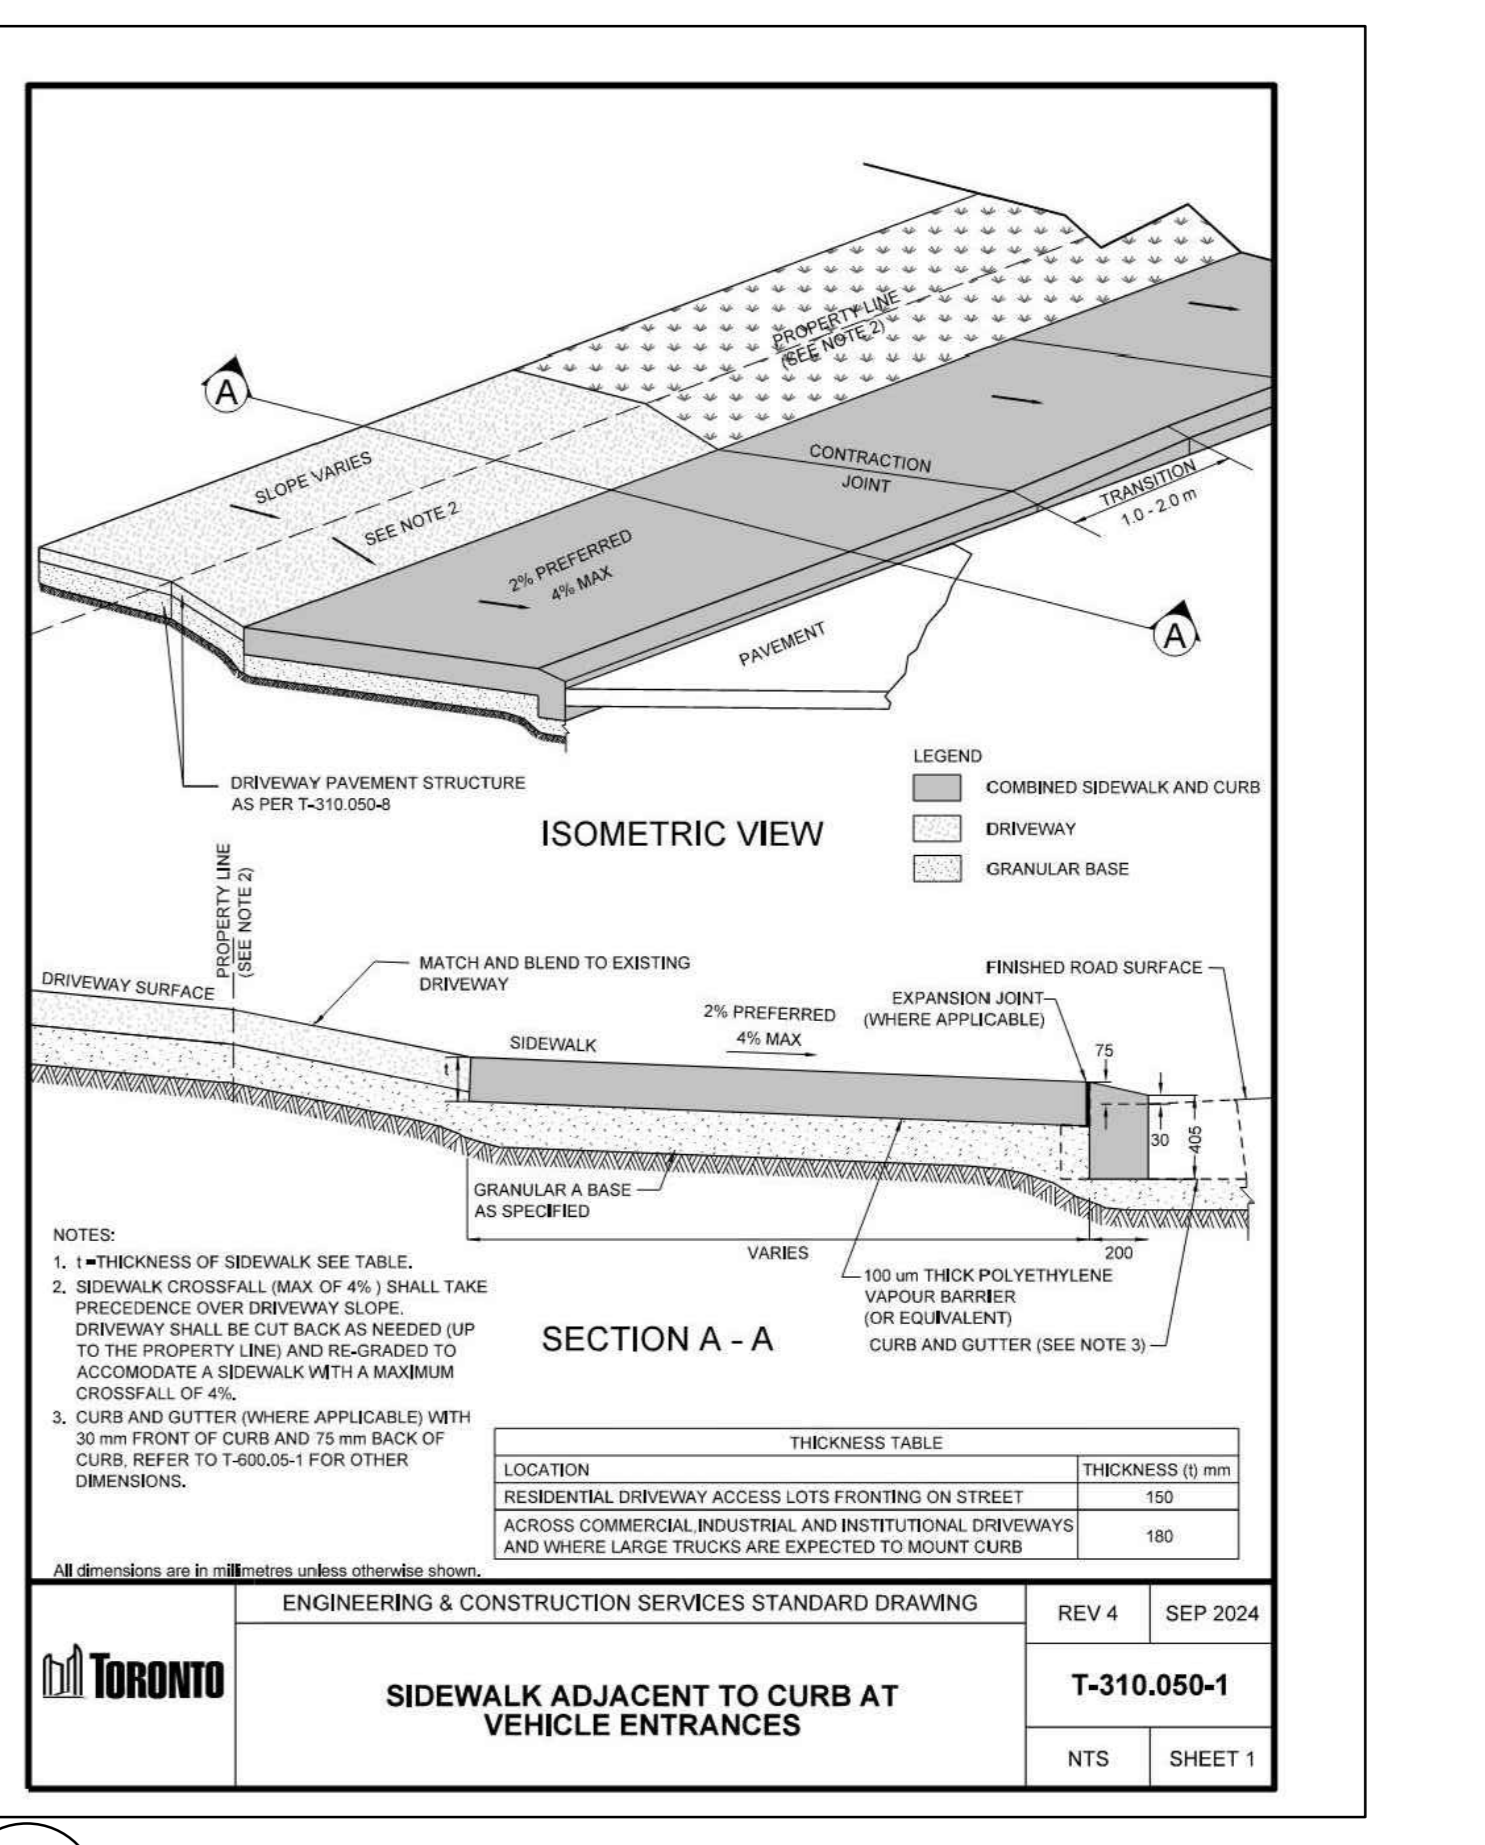 PROPERTY LINE
(SEE NOTE 2)
A
SLOPE VARIES
SEE NOTE 2
CONTRACTION
JOINT
TRANSITION
1.0 - 2.0 m
2% PREFERRED
4% MAX
A
PAVEMENT
DRIVEWAY PAVEMENT STRUCTURE
AS PER T-310.050-8
LEGEND
COMBINED SIDEWALK AND CURB
DRIVEWAY
GRANULAR BASE
ISOMETRIC VIEW
PROPERTY LINE
(SEE NOTE 2)
DRIVEWAY SURFACE
MATCH AND BLEND TO EXISTING
DRIVEWAY
FINISHED ROAD SURFACE
EXPANSION JOINT
(WHERE APPLICABLE)
2% PREFERRED
4% MAX
SIDEWALK
t
75
30
405
GRANULAR A BASE
AS SPECIFIED
VARIES
200
100 um THICK POLYETHYLENE
VAPOUR BARRIER
(OR EQUIVALENT)
CURB AND GUTTER (SEE NOTE 3)
SECTION A - A
NOTES:
1. t =THICKNESS OF SIDEWALK SEE TABLE.
2. SIDEWALK CROSSFALL (MAX OF 4% ) SHALL TAKE
PRECEDENCE OVER DRIVEWAY SLOPE.
DRIVEWAY SHALL BE CUT BACK AS NEEDED (UP
TO THE PROPERTY LINE) AND RE-GRADED TO
ACCOMODATE A SIDEWALK WITH A MAXIMUM
CROSSFALL OF 4%.
3. CURB AND GUTTER (WHERE APPLICABLE) WITH
30 mm FRONT OF CURB AND 75 mm BACK OF
CURB, REFER TO T-600.05-1 FOR OTHER
DIMENSIONS.
THICKNESS TABLE
LOCATION THICKNESS (t) mm
RESIDENTIAL DRIVEWAY ACCESS LOTS FRONTING ON STREET 150
ACROSS COMMERCIAL,INDUSTRIAL AND INSTITUTIONAL DRIVEWAYS
AND WHERE LARGE TRUCKS ARE EXPECTED TO MOUNT CURB 180
All dimensions are in millimetres unless otherwise shown.
TORONTO
ENGINEERING & CONSTRUCTION SERVICES STANDARD DRAWING
SIDEWALK ADJACENT TO CURB AT
VEHICLE ENTRANCES
REV 4 SEP 2024
T-310.050-1
NTS SHEET 1